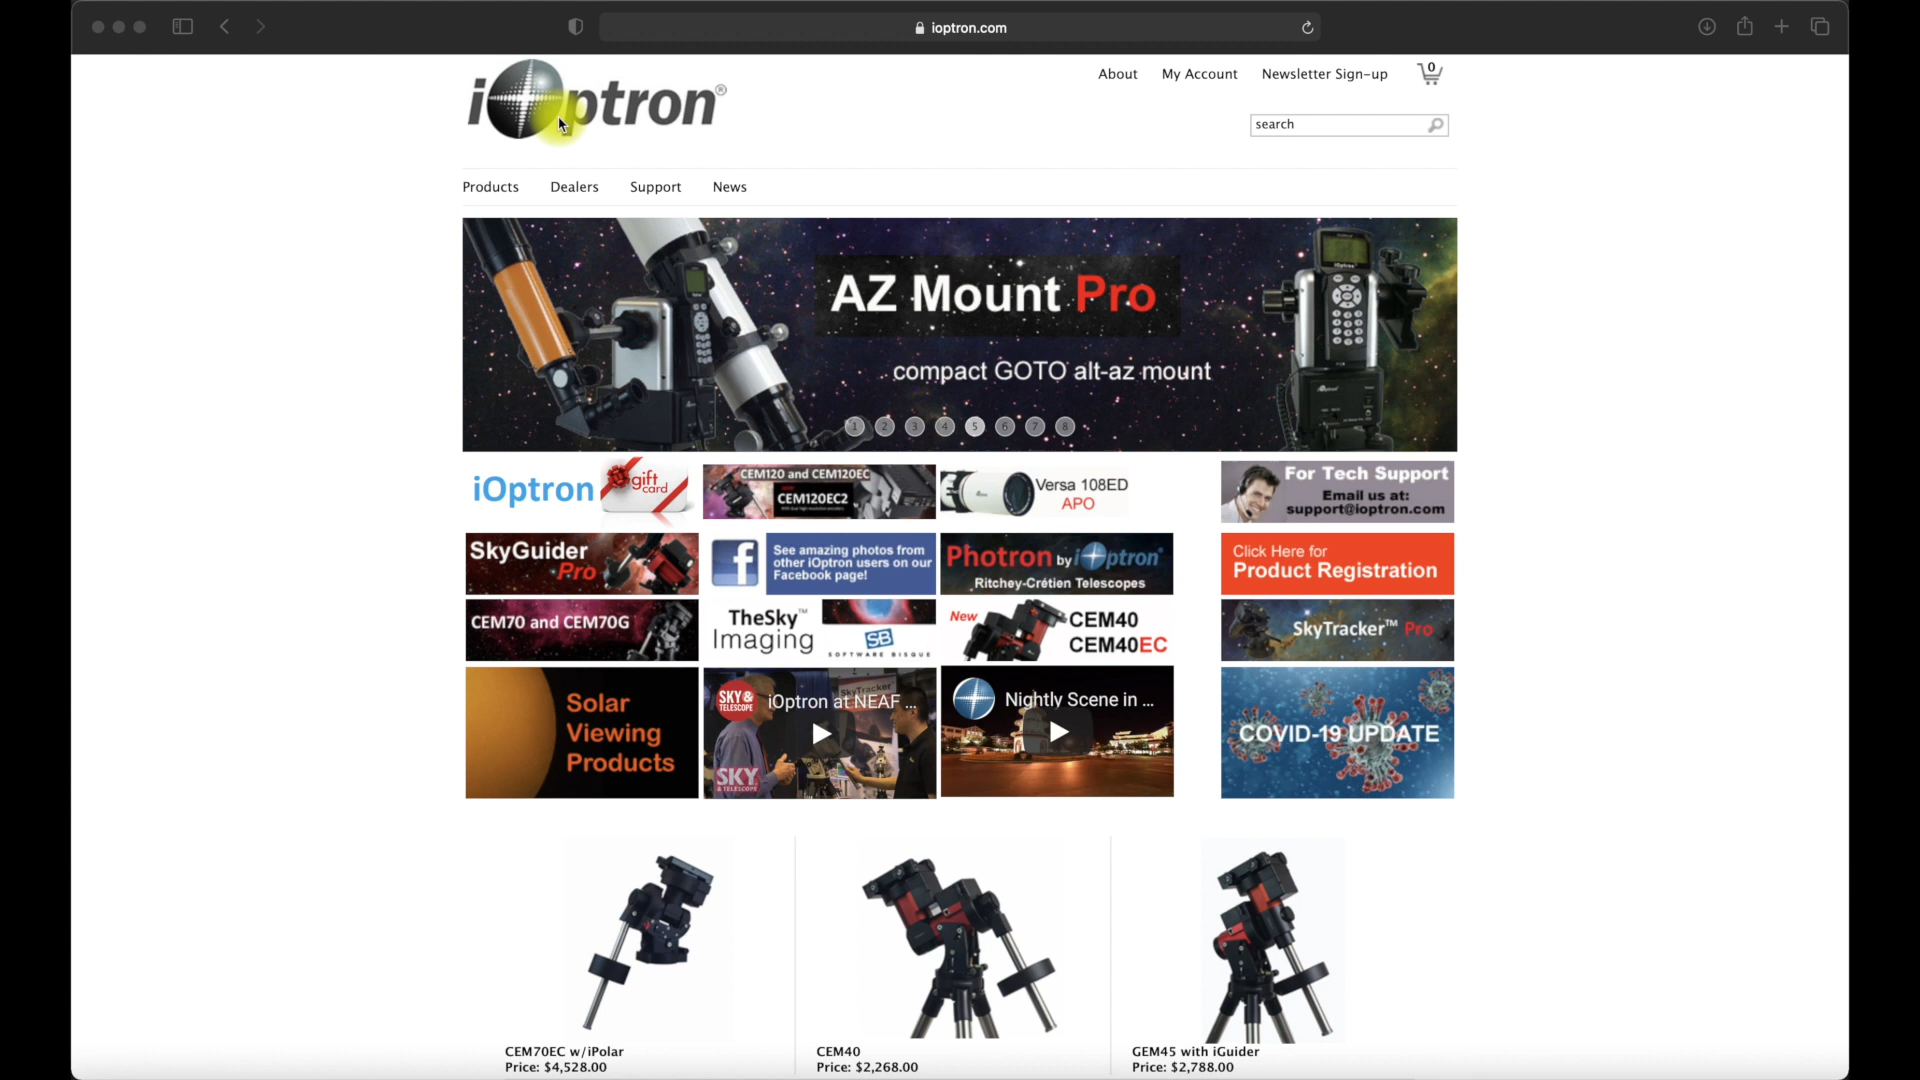 ioptron.com
iOptron®
About My Account Newsletter Sign-up 0
search
Products Dealers Support News
AZ Mount Pro
compact GOTO alt-az mount
1 2 3 4 5 6 7 8
iOptron gift card
CEM120 and CEM120EC
CEM120EC2
Versa 108ED
APO
For Tech Support
Email us at:
support@ioptron.com
SkyGuider
Pro
See amazing photos from
other iOptron users on our
Facebook page!
Photron by iOptron®
Ritchey-Crétien Telescopes
Click Here for
Product Registration
CEM70 and CEM70G
TheSky™
Imaging
SB
SOFTWARE BISQUE
New
CEM40
CEM40EC
SkyTracker™ Pro
Solar
Viewing
Products
SKY &
TELESCOPE
iOptron at NEAF ...
SkyTracker
SKY
& TELESCOPE
Nightly Scene in ...
COVID-19 UPDATE
CEM70EC w/iPolar
Price: $4,528.00
CEM40
Price: $2,268.00
GEM45 with iGuider
Price: $2,788.00